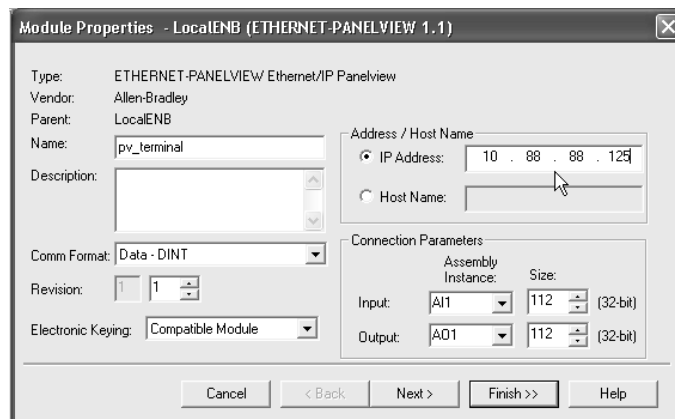 Module Properties - LocalENB (ETHERNET-PANELVIEW 1.1)
Type: ETHERNET-PANELVIEW Ethernet/IP Panelview
Vendor: Allen-Bradley
Parent: LocalENB
Name: pv_terminal
Description:
Comm Format: Data - DINT
Revision: 1 1
Electronic Keying: Compatible Module
Address / Host Name
IP Address: 10 . 88 . 88 . 125
Host Name:
Connection Parameters
Assembly
Instance: Size:
Input: AI1 112 (32-bit)
Output: AO1 112 (32-bit)
Cancel < Back Next > Finish >> Help